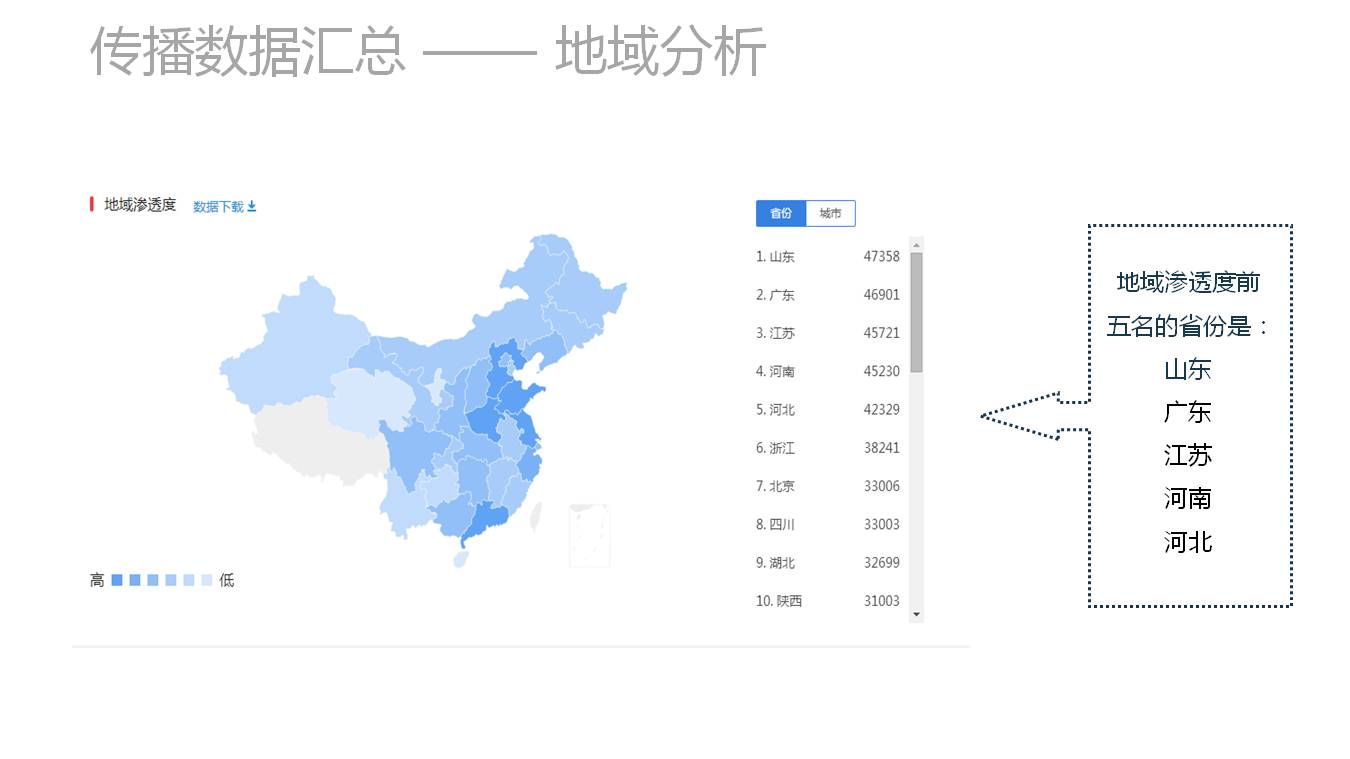 传播数据汇总 —— 地域分析
地域渗透度 数据下载
省份 城市
1. 山东 47358
2. 广东 46901
3. 江苏 45721
4. 河南 45230
5. 河北 42329
6. 浙江 38241
7. 北京 33006
8. 四川 33003
9. 湖北 32699
10. 陕西 31003
高 低
地域渗透度前
五名的省份是：
山东
广东
江苏
河南
河北